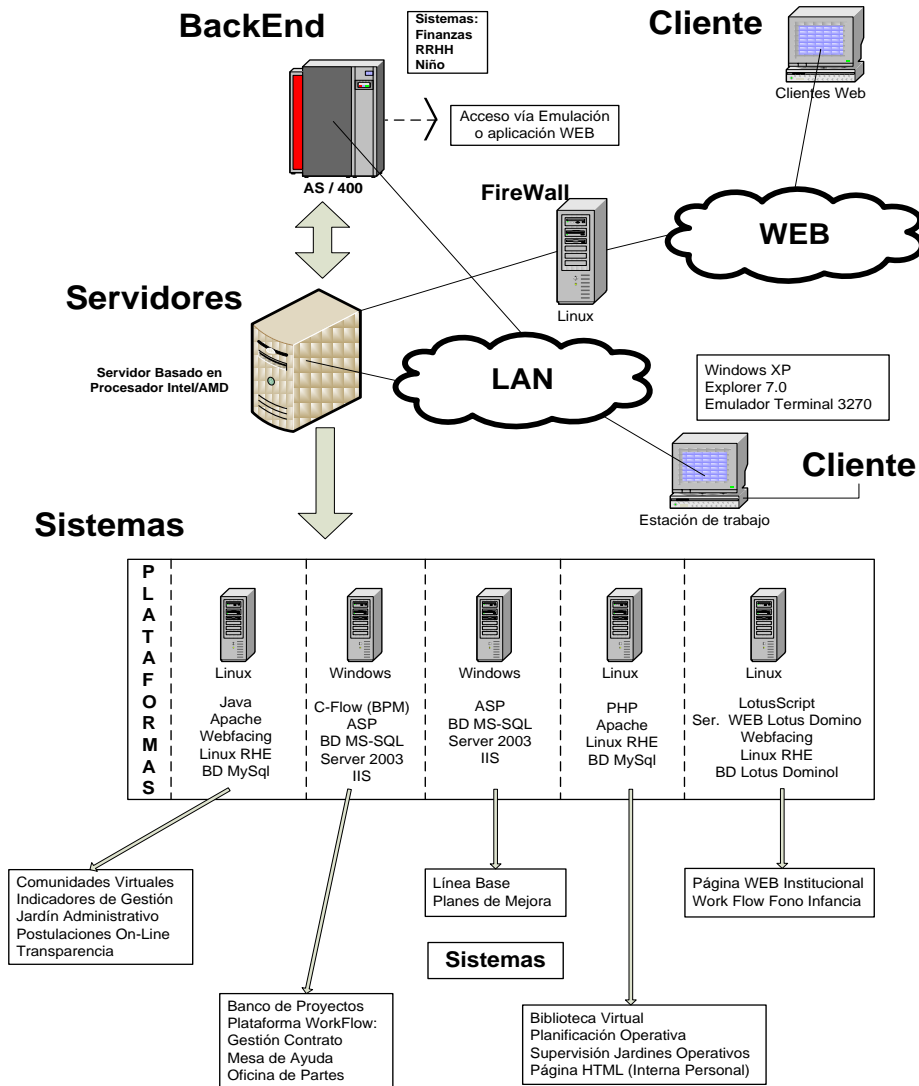 BackEnd
Sistemas:
Finanzas
RRHH
Niño
Cliente
Clientes Web
Acceso vía Emulación
o aplicación WEB
AS / 400
FireWall
WEB
Linux
Servidores
Servidor Basado en
Procesador Intel/AMD
LAN
Windows XP
Explorer 7.0
Emulador Terminal 3270
Cliente
Estación de trabajo
Sistemas
PLATAFORMAS
Linux
Java
Apache
Webfacing
Linux RHE
BD MySql
Windows
C-Flow (BPM)
ASP
BD MS-SQL
Server 2003
IIS
Windows
ASP
BD MS-SQL
Server 2003
IIS
Linux
PHP
Apache
Linux RHE
BD MySql
Linux
LotusScript
Ser. WEB Lotus Domino
Webfacing
Linux RHE
BD Lotus Dominol
Comunidades Virtuales
Indicadores de Gestión
Jardín Administrativo
Postulaciones On-Line
Transparencia
Línea Base
Planes de Mejora
Página WEB Institucional
Work Flow Fono Infancia
Sistemas
Banco de Proyectos
Plataforma WorkFlow:
Gestión Contrato
Mesa de Ayuda
Oficina de Partes
Biblioteca Virtual
Planificación Operativa
Supervisión Jardines Operativos
Página HTML (Interna Personal)